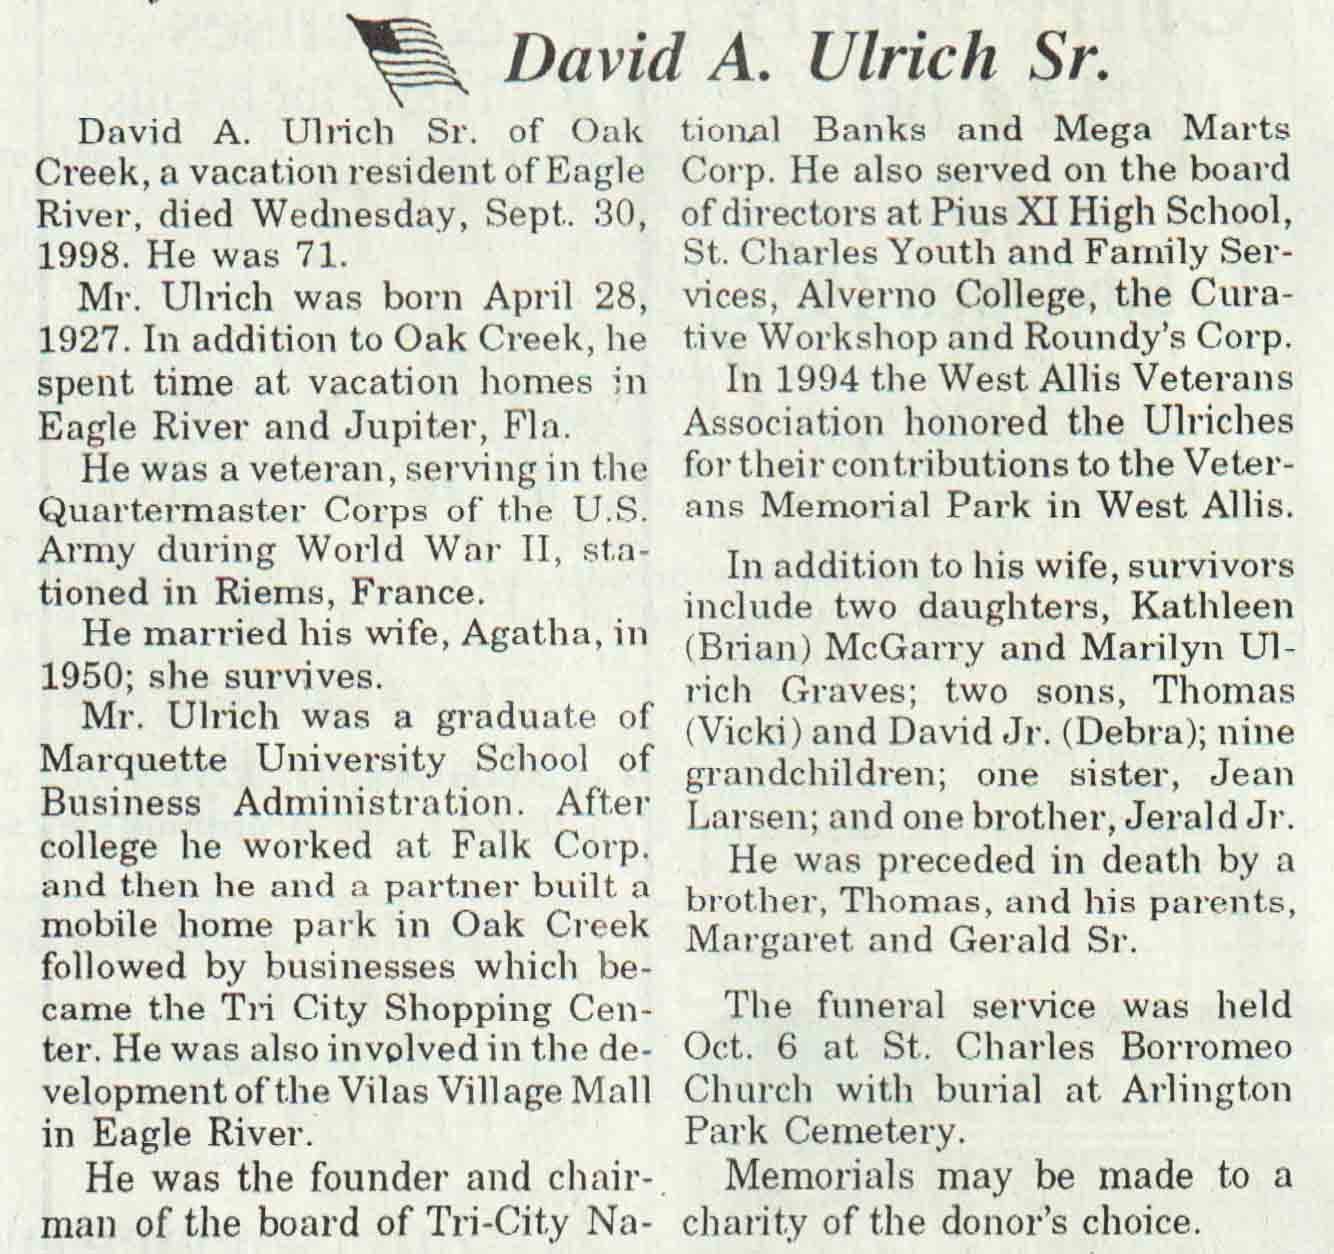 David A. Ulrich Sr.
David A. Ulrich Sr. of Oak
Creek, a vacation resident of Eagle
River, died Wednesday, Sept. 30,
1998. He was 71.
Mr. Ulrich was born April 28,
1927. In addition to Oak Creek, he
spent time at vacation homes in
Eagle River and Jupiter, Fla.
He was a veteran, serving in the
Quartermaster Corps of the U.S.
Army during World War II, sta-
tioned in Riems, France.
He married his wife, Agatha, in
1950; she survives.
Mr. Ulrich was a graduate of
Marquette University School of
Business Administration. After
college he worked at Falk Corp.
and then he and a partner built a
mobile home park in Oak Creek
followed by businesses which be-
came the Tri City Shopping Cen-
ter. He was also involved in the de-
velopment of the Vilas Village Mall
in Eagle River.
He was the founder and chair-
man of the board of Tri-City Na-
tional Banks and Mega Marts
Corp. He also served on the board
of directors at Pius XI High School,
St. Charles Youth and Family Ser-
vices, Alverno College, the Cura-
tive Workshop and Roundy's Corp.
In 1994 the West Allis Veterans
Association honored the Ulriches
for their contributions to the Veter-
ans Memorial Park in West Allis.
In addition to his wife, survivors
include two daughters, Kathleen
(Brian) McGarry and Marilyn Ul-
rich Graves; two sons, Thomas
(Vicki) and David Jr. (Debra); nine
grandchildren; one sister, Jean
Larsen; and one brother, Jerald Jr.
He was preceded in death by a
brother, Thomas, and his parents,
Margaret and Gerald Sr.
The funeral service was held
Oct. 6 at St. Charles Borromeo
Church with burial at Arlington
Park Cemetery.
Memorials may be made to a
charity of the donor's choice.